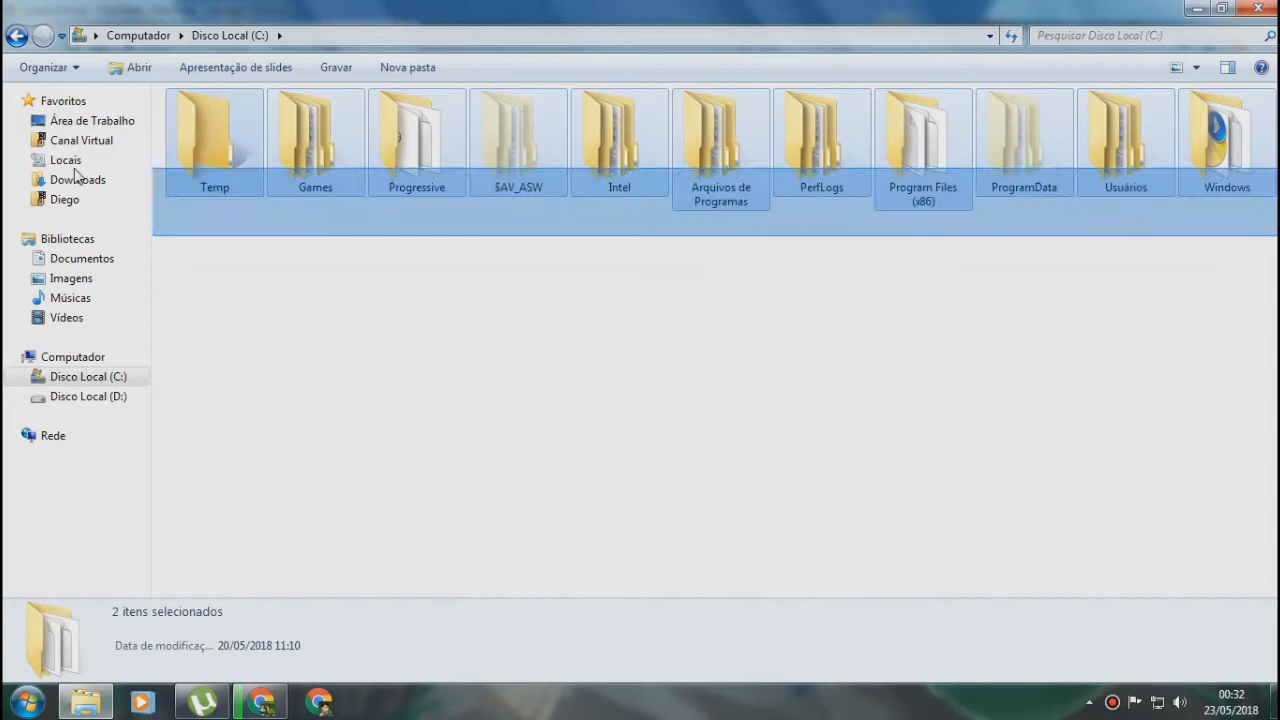 Computador Disco Local (C:)
Pesquisar Disco Local (C:)
Organizar Abrir Apresentação de slides Gravar Nova pasta
Favoritos
Área de Trabalho
Canal Virtual
Locais
Downloads
Diego
Bibliotecas
Documentos
Imagens
Músicas
Vídeos
Computador
Disco Local (C:)
Disco Local (D:)
Rede
Temp
Games
Progressive
$AV_ASW
Intel
Arquivos de
Programas
PerfLogs
Program Files
(x86)
ProgramData
Usuários
Windows
2 itens selecionados
Data de modificaç... 20/05/2018 11:10
00:32
23/05/2018